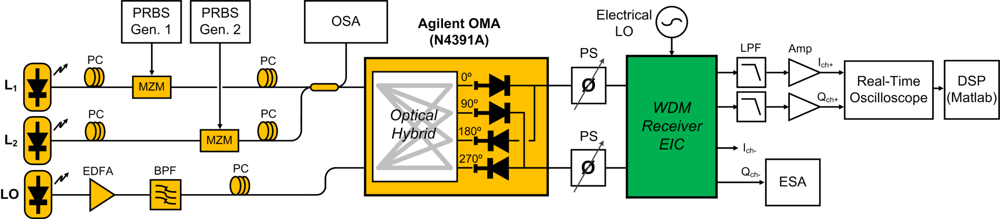 PRBS
Gen. 1
PRBS
Gen. 2
OSA
Agilent OMA
(N4391A)
Electrical
LO
PC
PC
PS
LPF
Amp
L1
MZM
0º
Ø
Ich+
Real-Time
Oscilloscope
DSP
(Matlab)
90º
Qch+
PC
PC
Optical
Hybrid
WDM
Receiver
EIC
L2
MZM
180º
PS
Ich-
270º
EDFA
BPF
PC
Ø
Qch-
ESA
LO